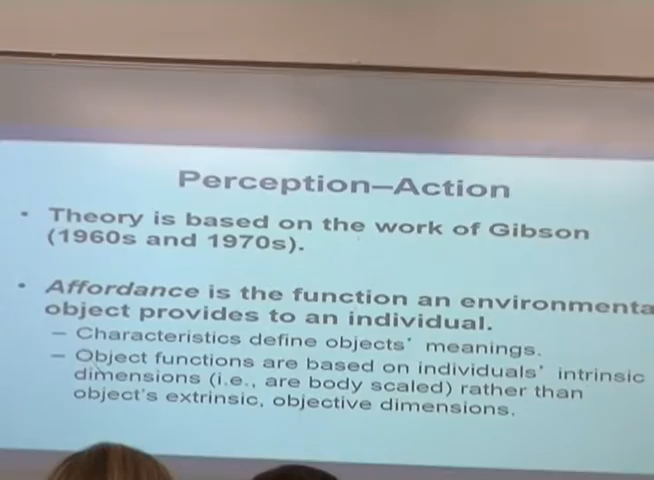 Perception–Action
• Theory is based on the work of Gibson
(1960s and 1970s).
• Affordance is the function an environmenta
object provides to an individual.
– Characteristics define objects' meanings.
– Object functions are based on individuals' intrinsic
dimensions (i.e., are body scaled) rather than
object's extrinsic, objective dimensions.